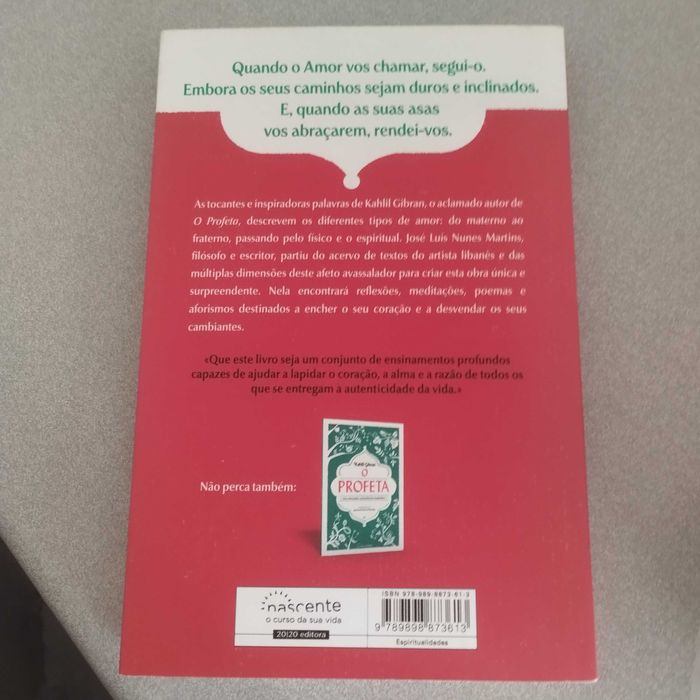 Quando o Amor vos chamar, segui-o.
Embora os seus caminhos sejam duros e inclinados.
E, quando as suas asas
vos abraçarem, rendei-vos.
As tocantes e inspiradoras palavras de Kahlil Gibran, o aclamado autor de
O Profeta, descrevem os diferentes tipos de amor: do materno ao
fraterno, passando pelo físico e o espiritual. José Luís Nunes Martins,
filósofo e escritor, partiu do acervo de textos do artista libanês e das
múltiplas dimensões deste afeto avassalador para criar esta obra única e
surpreendente. Nela encontrará reflexões, meditações, poemas e
aforismos destinados a encher o seu coração e a desvendar os seus
cambiantes.
«Que este livro seja um conjunto de ensinamentos profundos
capazes de ajudar a lapidar o coração, a alma e a razão de todos os
que se entregam à autenticidade da vida.»
Kahlil Gibran
O
PROFETA
Não perca também:
nascente
o curso da sua vida
20|20 editora
ISBN 978-989-8873-61-3
9 789898 873613
Espiritualidades